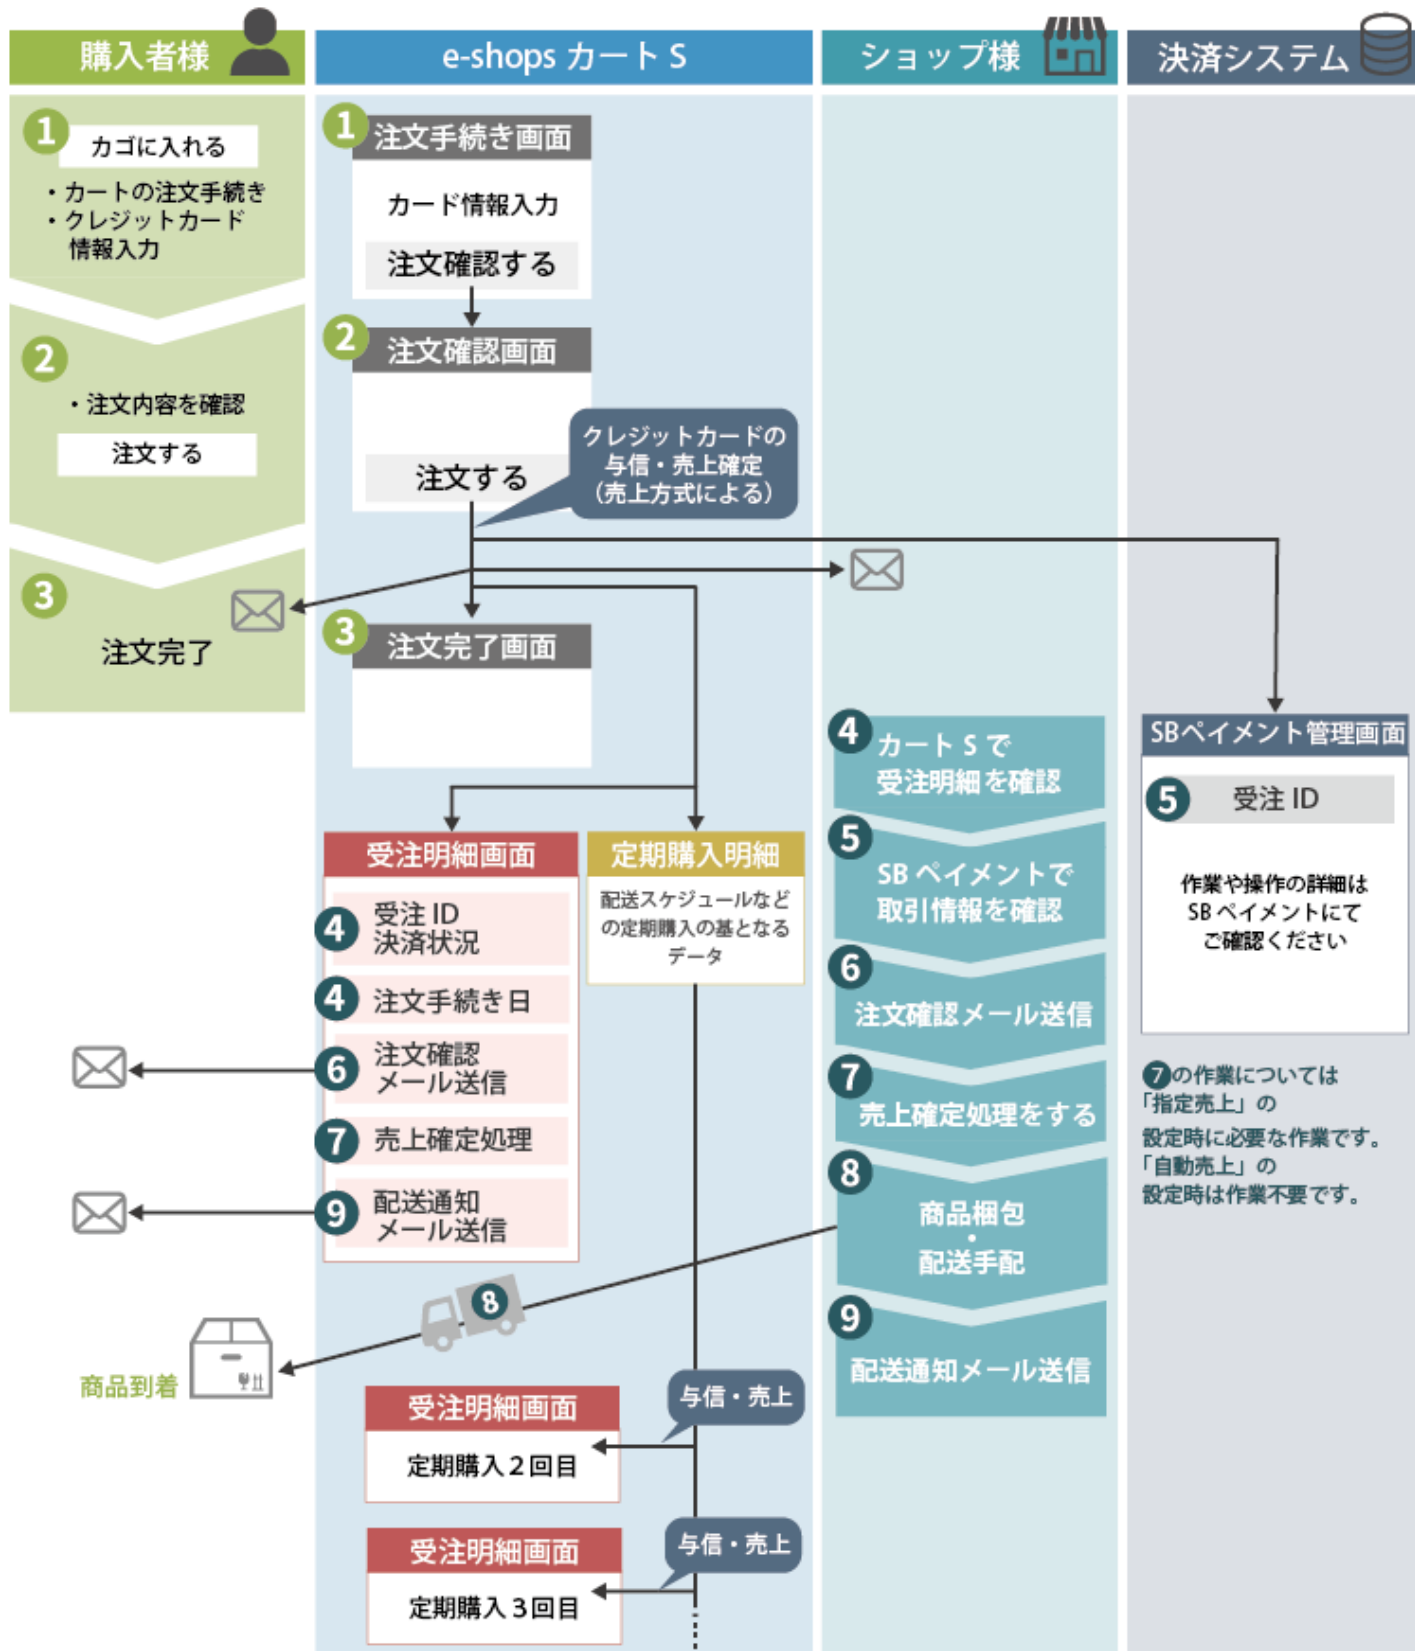 購入者様
e-shops カート S
ショップ様
決済システム
1
カゴに入れる
・カートの注文手続き
・クレジットカード
情報入力
2
・注文内容を確認
注文する
3
注文完了
1
注文手続き画面
カード情報入力
注文確認する
2
注文確認画面
注文する
クレジットカードの
与信・売上確定
（売上方式による）
3
注文完了画面
受注明細画面
4
受注 ID
決済状況
4
注文手続き日
6
注文確認
メール送信
7
売上確定処理
9
配送通知
メール送信
定期購入明細
配送スケジュールなど
の定期購入の基となる
データ
4
カート S で
受注明細を確認
5
SB ペイメントで
取引情報を確認
6
注文確認メール送信
7
売上確定処理をする
8
商品梱包
・
配送手配
9
配送通知メール送信
SBペイメント管理画面
5
受注 ID
作業や操作の詳細は
SB ペイメントにて
ご確認ください
7の作業については
「指定売上」の
設定時に必要な作業です。
「自動売上」の
設定時は作業不要です。
8
商品到着
受注明細画面
定期購入２回目
与信・売上
受注明細画面
定期購入３回目
与信・売上